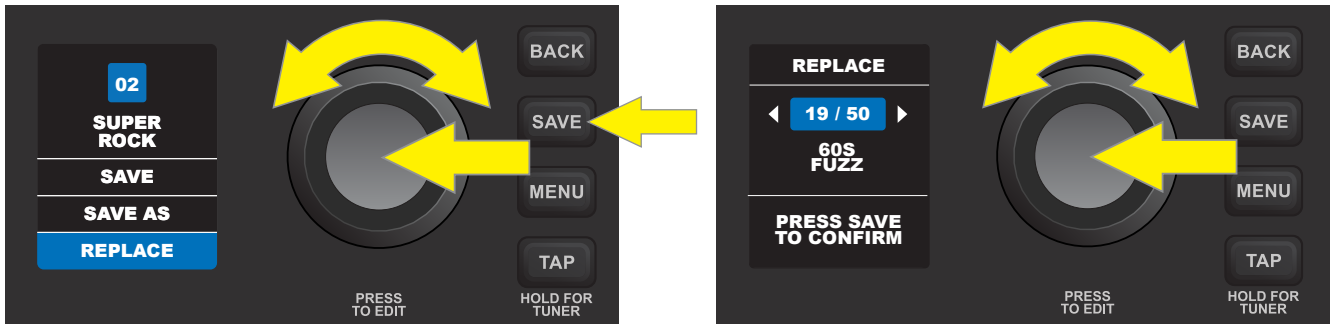 02
SUPER
ROCK
SAVE
SAVE AS
REPLACE
PRESS
TO EDIT
BACK
SAVE
MENU
TAP
HOLD FOR
TUNER
REPLACE
19 / 50
60S
FUZZ
PRESS SAVE
TO CONFIRM
PRESS
TO EDIT
BACK
SAVE
MENU
TAP
HOLD FOR
TUNER